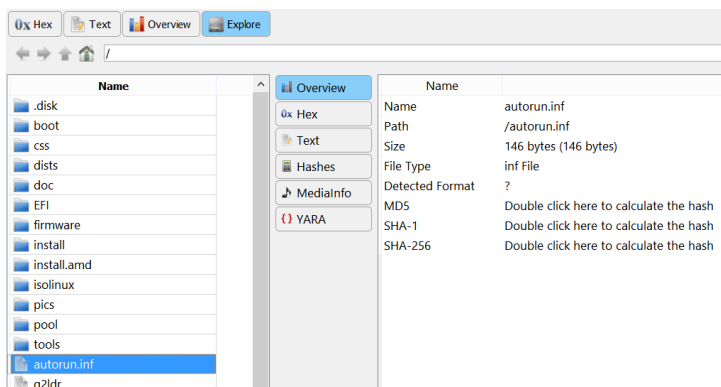 0x Hex Text Overview Explore
/
Name
.disk
boot
css
dists
doc
EFI
firmware
install
install.amd
isolinux
pics
pool
tools
autorun.inf
g2ldr
Overview
0x Hex
Text
Hashes
MediaInfo
{} YARA
Name
Name autorun.inf
Path /autorun.inf
Size 146 bytes (146 bytes)
File Type inf File
Detected Format ?
MD5 Double click here to calculate the hash
SHA-1 Double click here to calculate the hash
SHA-256 Double click here to calculate the hash